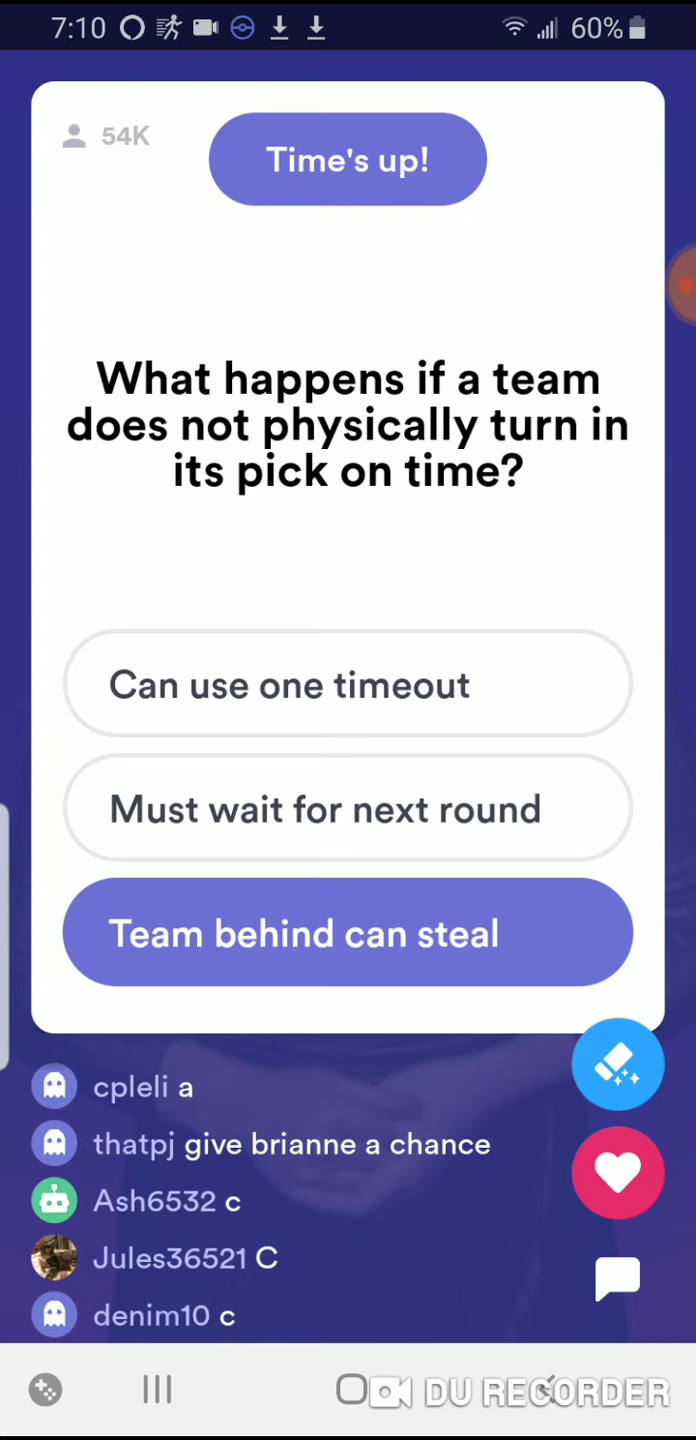 7:10
60%
54K
Time's up!
What happens if a team
does not physically turn in
its pick on time?
Can use one timeout
Must wait for next round
Team behind can steal
cpleli a
thatpj give brianne a chance
Ash6532 c
Jules36521 C
denim10 c
DU RECORDER